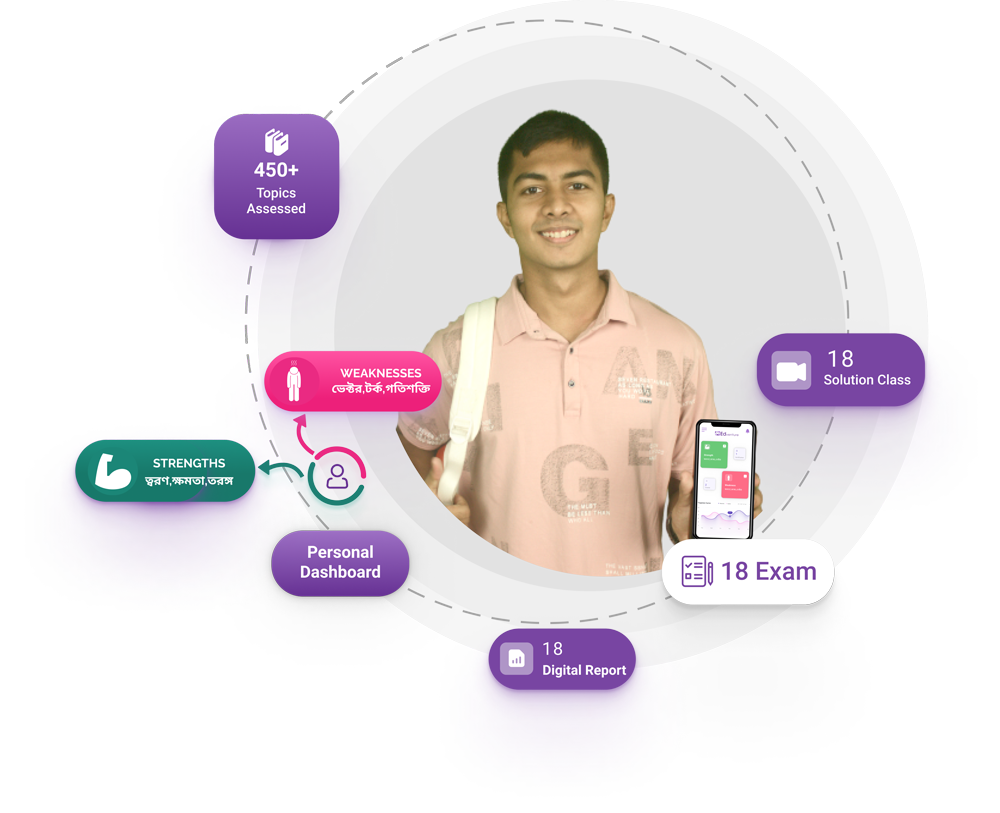 450+
Topics
Assessed
WEAKNESSES
ভেক্টর,টর্ক,গতিশক্তি
18
Solution Class
STRENGTHS
ত্বরণ,ক্ষমতা,তরঙ্গ
Personal
Dashboard
18 Exam
18
Digital Report